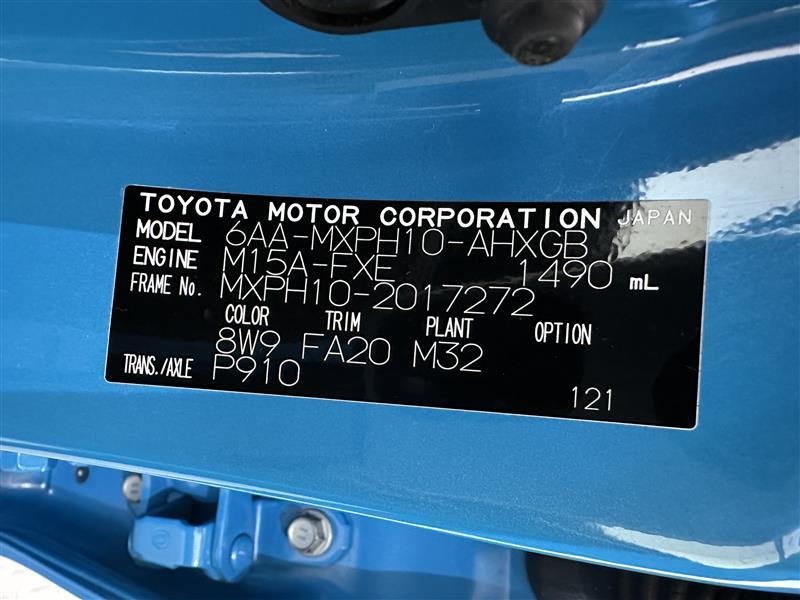 TOYOTA MOTOR CORPORATION JAPAN
MODEL 6AA-MXPH10-AHXGB
ENGINE M15A-FXE 1490 mL
FRAME No. MXPH10-2017272
COLOR TRIM PLANT OPTION
8W9 FA20 M32
TRANS./AXLE P910
121